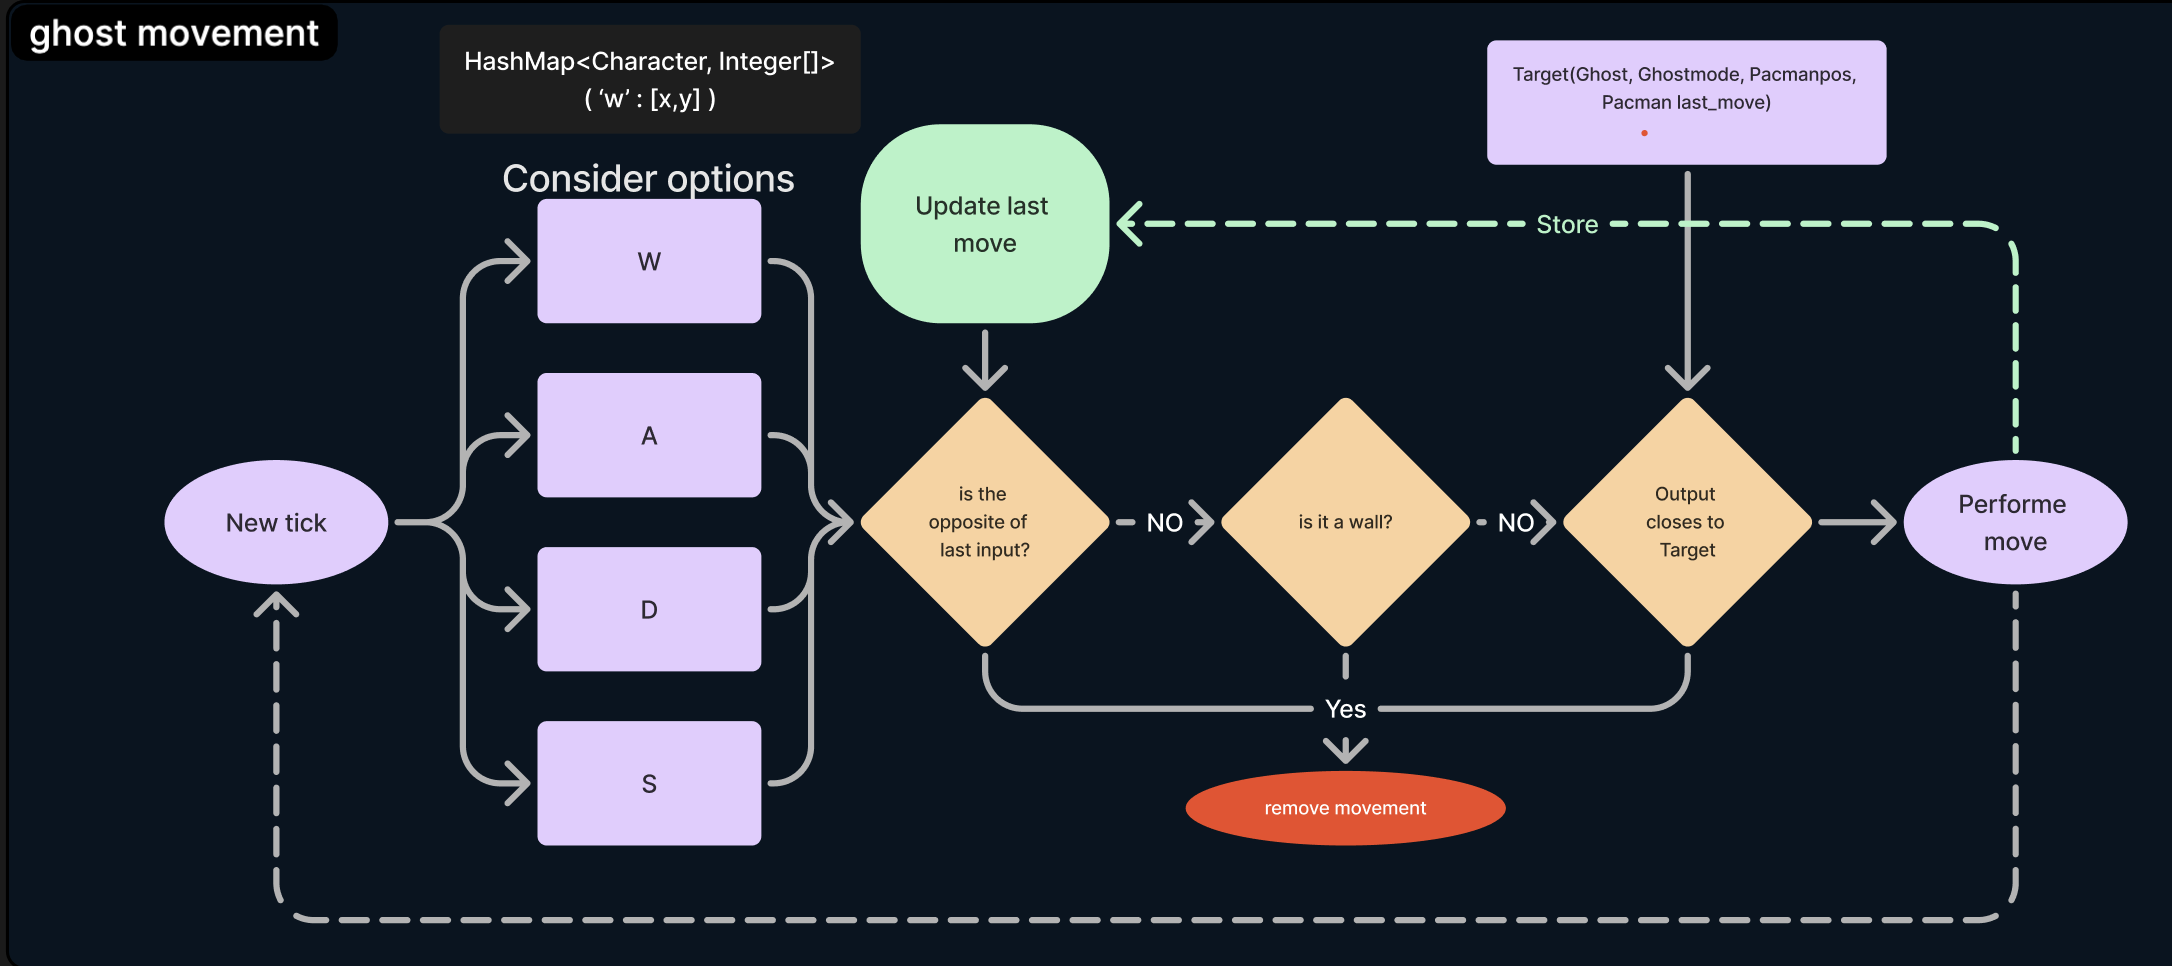 ghost movement
HashMap<Character, Integer[]>
( ‘w’ : [x,y] )
Target(Ghost, Ghostmode, Pacmanpos,
Pacman last_move)
Consider options
Update last
move
Store
W
A
D
S
New tick
is the
opposite of
last input?
NO
is it a wall?
NO
Output
closes to
Target
Performe
move
Yes
remove movement